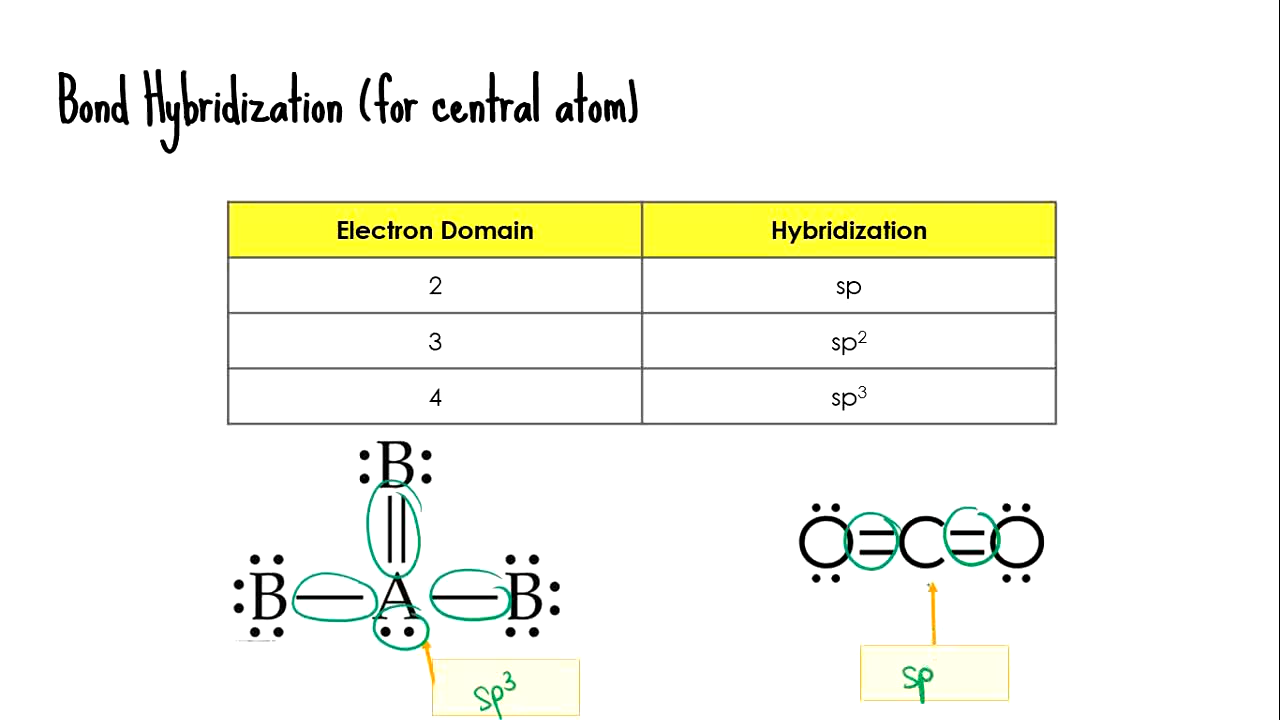 Bond Hybridization (for central atom)
Electron Domain Hybridization
2 sp
3 sp²
4 sp³
:B:
B A B
O=C=O
sp³
sp